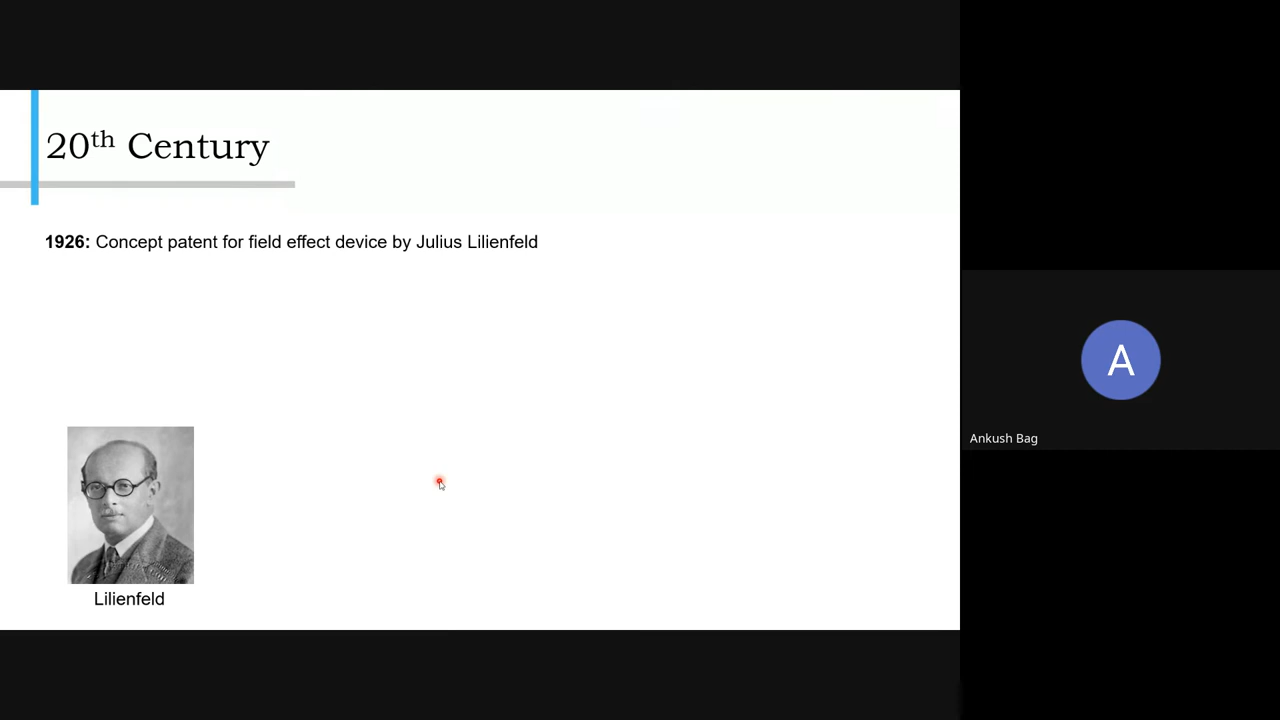 20th Century
1926: Concept patent for field effect device by Julius Lilienfeld
Lilienfeld
A
Ankush Bag